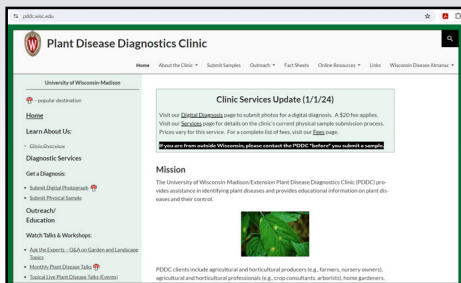 pddc.wisc.edu
Plant Disease Diagnostics Clinic
Home About the Clinic Submit Samples Outreach Fact Sheets Online Resources Links Wisconsin Disease Almanac
University of Wisconsin-Madison
- popular destination
Home
Learn About Us:
Clinic Overview
Diagnostic Services
Get a Diagnosis:
Submit Digital Photograph
Submit Physical Sample
Outreach/
Education
Watch Talks & Workshops:
Ask the Experts – Q&A on Garden and Landscape
Topics
Monthly Plant Disease Talks
Topical Live Plant Disease Talks (Events)
Clinic Services Update (1/1/24)
Visit our Digital Diagnosis page to submit photos for a digital diagnosis. A $20 fee applies.
Visit our Services page for details on the clinic's current physical sample submission process.
Prices vary for this service. For a complete list of fees, visit our Fees page.
If you are from outside Wisconsin, please contact the PDDC *before* you submit a sample.
Mission
The University of Wisconsin-Madison/Extension Plant Disease Diagnostics Clinic (PDDC) pro-
vides assistance in identifying plant diseases and provides educational information on plant dis-
eases and their control.
PDDC clients include agricultural and horticultural producers (e.g., farmers, nursery owners),
agricultural and horticultural professionals (e.g., crop consultants, arborists), home gardeners,